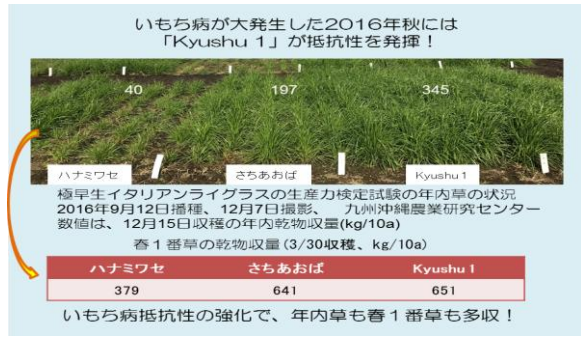 いもち病が大発生した2016年秋には
「Kyushu 1」が抵抗性を発揮！
40 197 345
ハナミワセ さちあおば Kyushu 1
極早生イタリアンライグラスの生産力検定試験の年内草の状況
2016年9月12日播種、12月7日撮影、 九州沖縄農業研究センター
数値は、12月15日収穫の年内乾物収量(kg/10a)
春１番草の乾物収量(3/30収穫、kg/10a)
ハナミワセ さちあおば Kyushu 1
379 641 651
いもち病抵抗性の強化で、年内草も春１番草も多収！